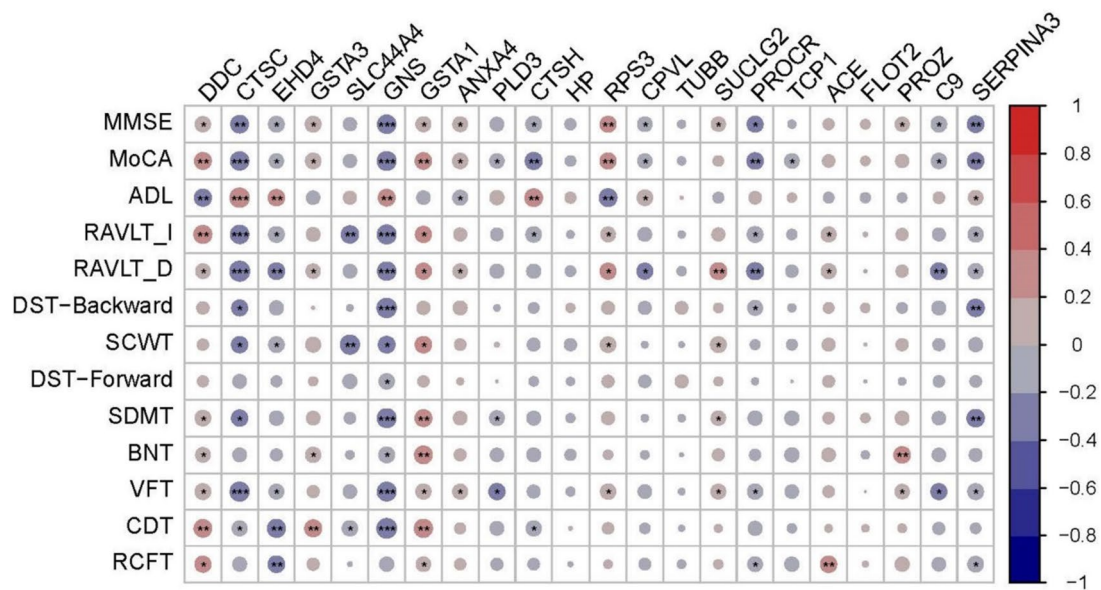 DDC CTSC EHD4 GSTA3 SLC44A4 GNS GSTA1 ANXA4 PLD3 CTSH HP RPS3 CPVL TUBB SUCLG2 PROCR TCP1 ACE FLOT2 PROZ C9 SERPINA3
MMSE * ** * * *** * * * ** * * * * * **
MoCA ** *** * * *** ** * * ** ** * ** * * **
ADL ** *** ** ** * ** ** * *
RAVLT_I ** *** * ** *** * * * * * *
RAVLT_D * *** ** * *** * * * * ** ** * ** *
DST−Backward * *** * **
SCWT * * ** * * * *
DST−Forward *
SDMT * * *** ** * * **
BNT * * * ** **
VFT * *** * *** * * * * * * * * *
CDT ** * ** ** * *** ** *
RCFT * ** * * ** *
1
0.8
0.6
0.4
0.2
0
−0.2
−0.4
−0.6
−0.8
−1